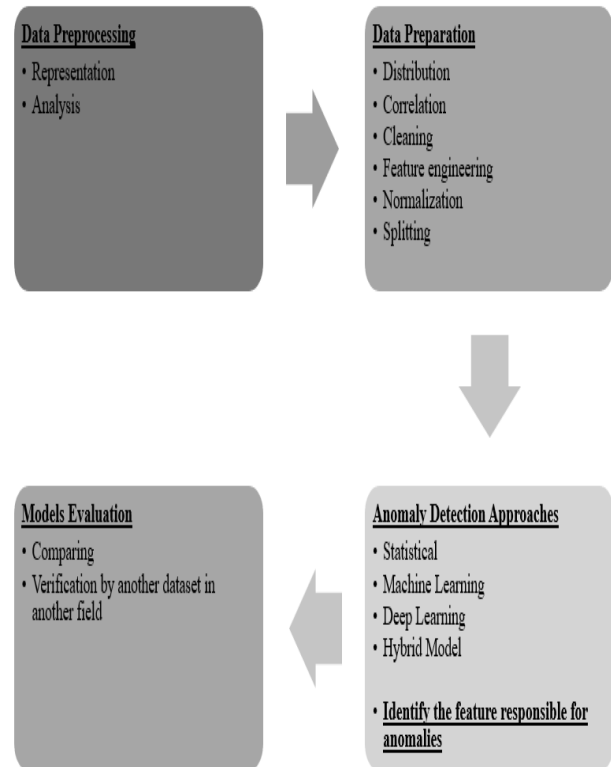 Data Preprocessing
• Representation
• Analysis
Data Preparation
• Distribution
• Correlation
• Cleaning
• Feature engineering
• Normalization
• Splitting
Anomaly Detection Approaches
• Statistical
• Machine Learning
• Deep Learning
• Hybrid Model
• Identify the feature responsible for
anomalies
Models Evaluation
• Comparing
• Verification by another dataset in
another field